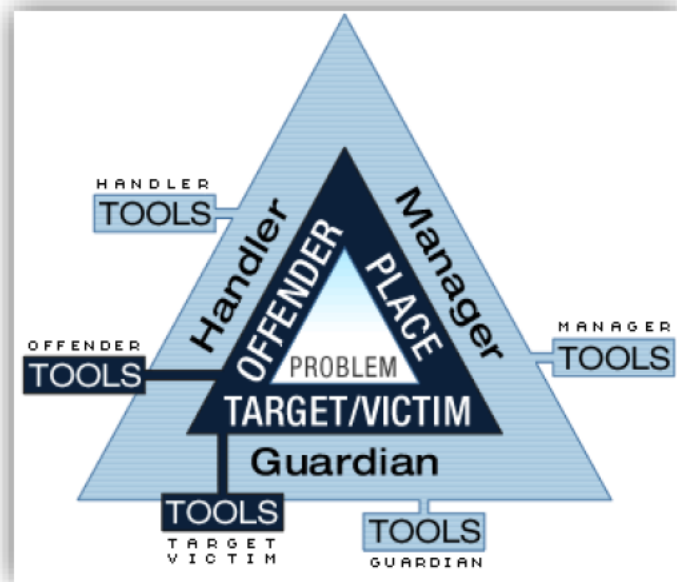 HANDLER
TOOLS
Handler
Manager
OFFENDER
PLACE
OFFENDER
TOOLS
MANAGER
TOOLS
PROBLEM
TARGET/VICTIM
Guardian
TOOLS
TARGET
VICTIM
TOOLS
GUARDIAN